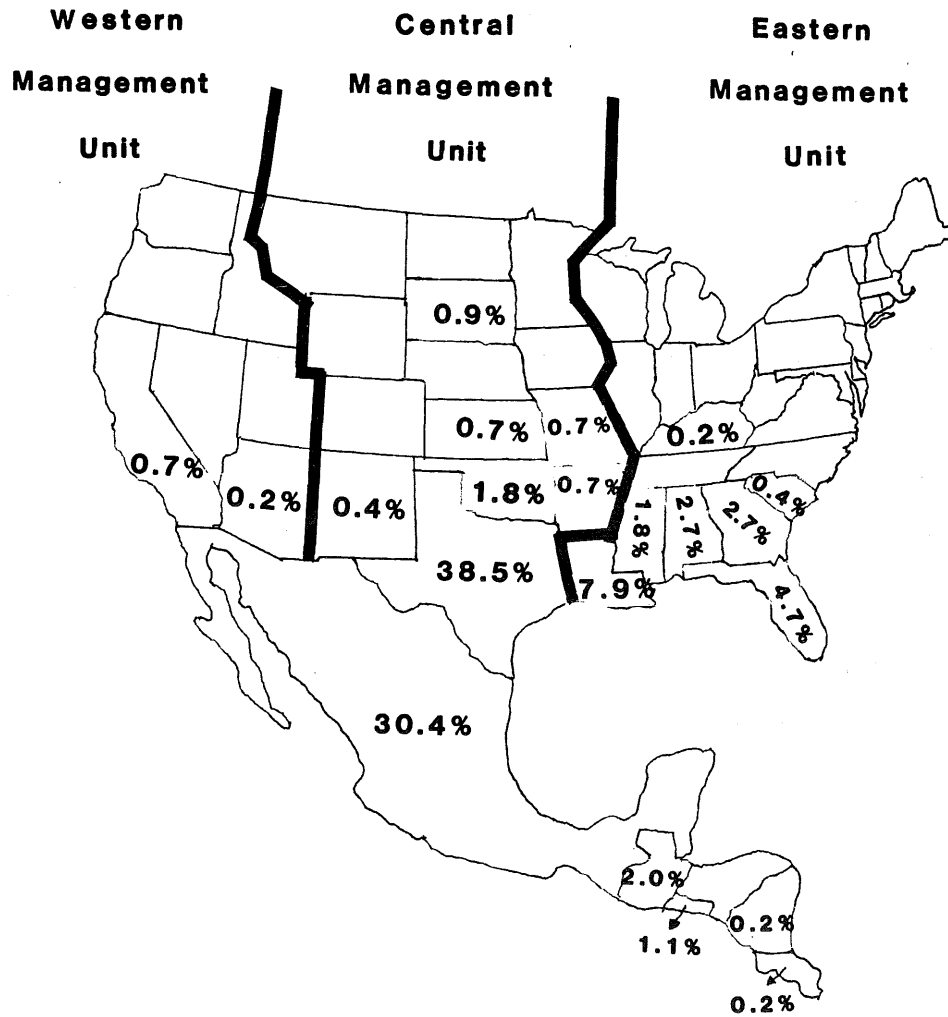 Western
Management
Unit
Central
Management
Unit
Eastern
Management
Unit
0.9%
0.7%
0.7%
0.2%
0.7%
0.2%
0.4%
1.8%
0.7%
1.8%
2.7%
2.7%
0.4%
38.5%
7.9%
4.7%
30.4%
2.0%
1.1%
0.2%
0.2%